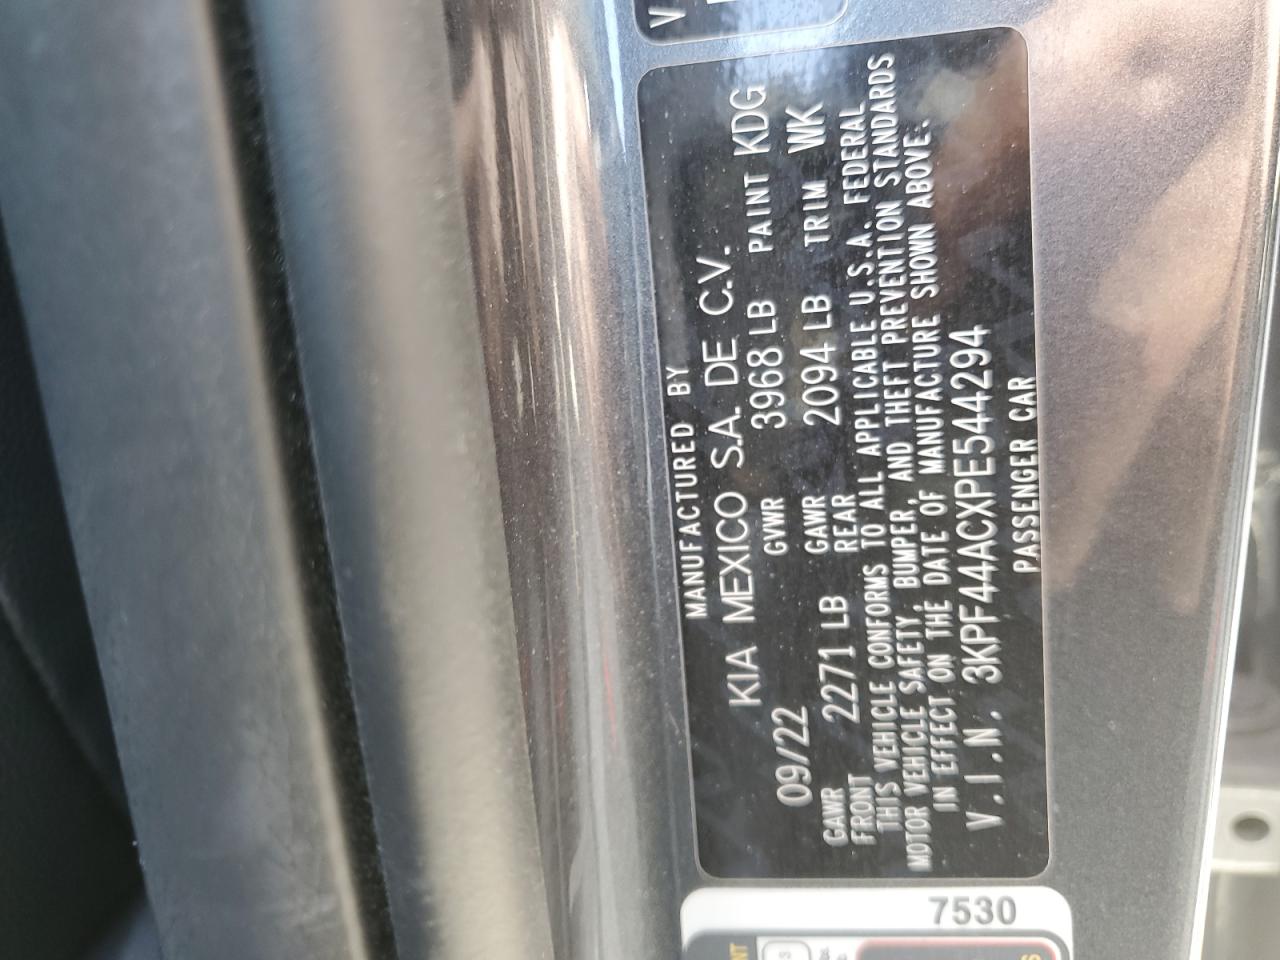 MANUFACTURED BY
KIA MEXICO S.A. DE C.V.
09/22 GVWR 3968 LB PAINT KDG
GAWR FRONT 2271 LB GAWR REAR 2094 LB TRIM WK
THIS VEHICLE CONFORMS TO ALL APPLICABLE U.S.A. FEDERAL
MOTOR VEHICLE SAFETY, BUMPER, AND THEFT PREVENTION STANDARDS
IN EFFECT ON THE DATE OF MANUFACTURE SHOWN ABOVE.
V.I.N. 3KPF44ACXPE544294
PASSENGER CAR
7530